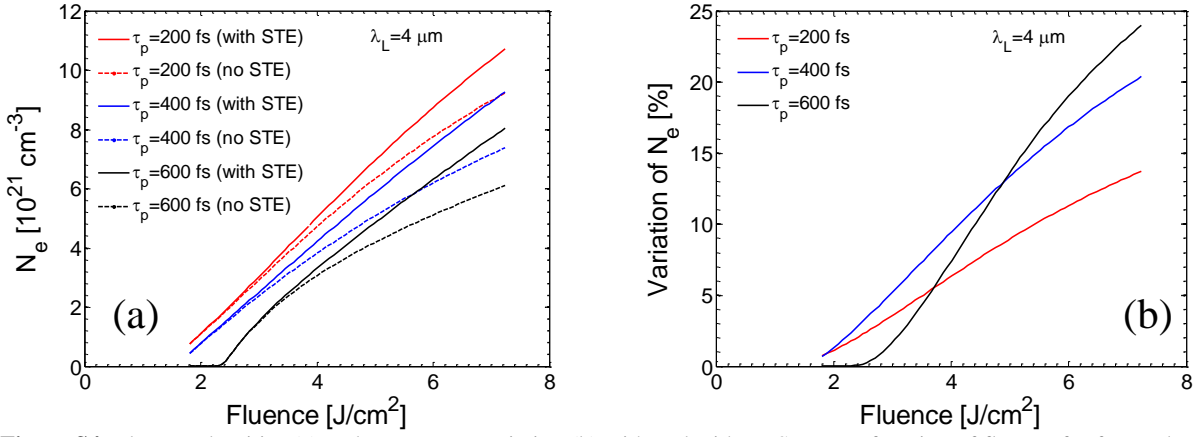 12
10
8
6
4
2
0
N_e [10^21 cm^-3]
τ_p=200 fs (with STE)
τ_p=200 fs (no STE)
τ_p=400 fs (with STE)
τ_p=400 fs (no STE)
τ_p=600 fs (with STE)
τ_p=600 fs (no STE)
λ_L=4 μm
(a)
0 2 4 6 8
Fluence [J/cm^2]
25
20
15
10
5
0
Variation of N_e [%]
τ_p=200 fs
τ_p=400 fs
τ_p=600 fs
λ_L=4 μm
(b)
0 2 4 6 8
Fluence [J/cm^2]